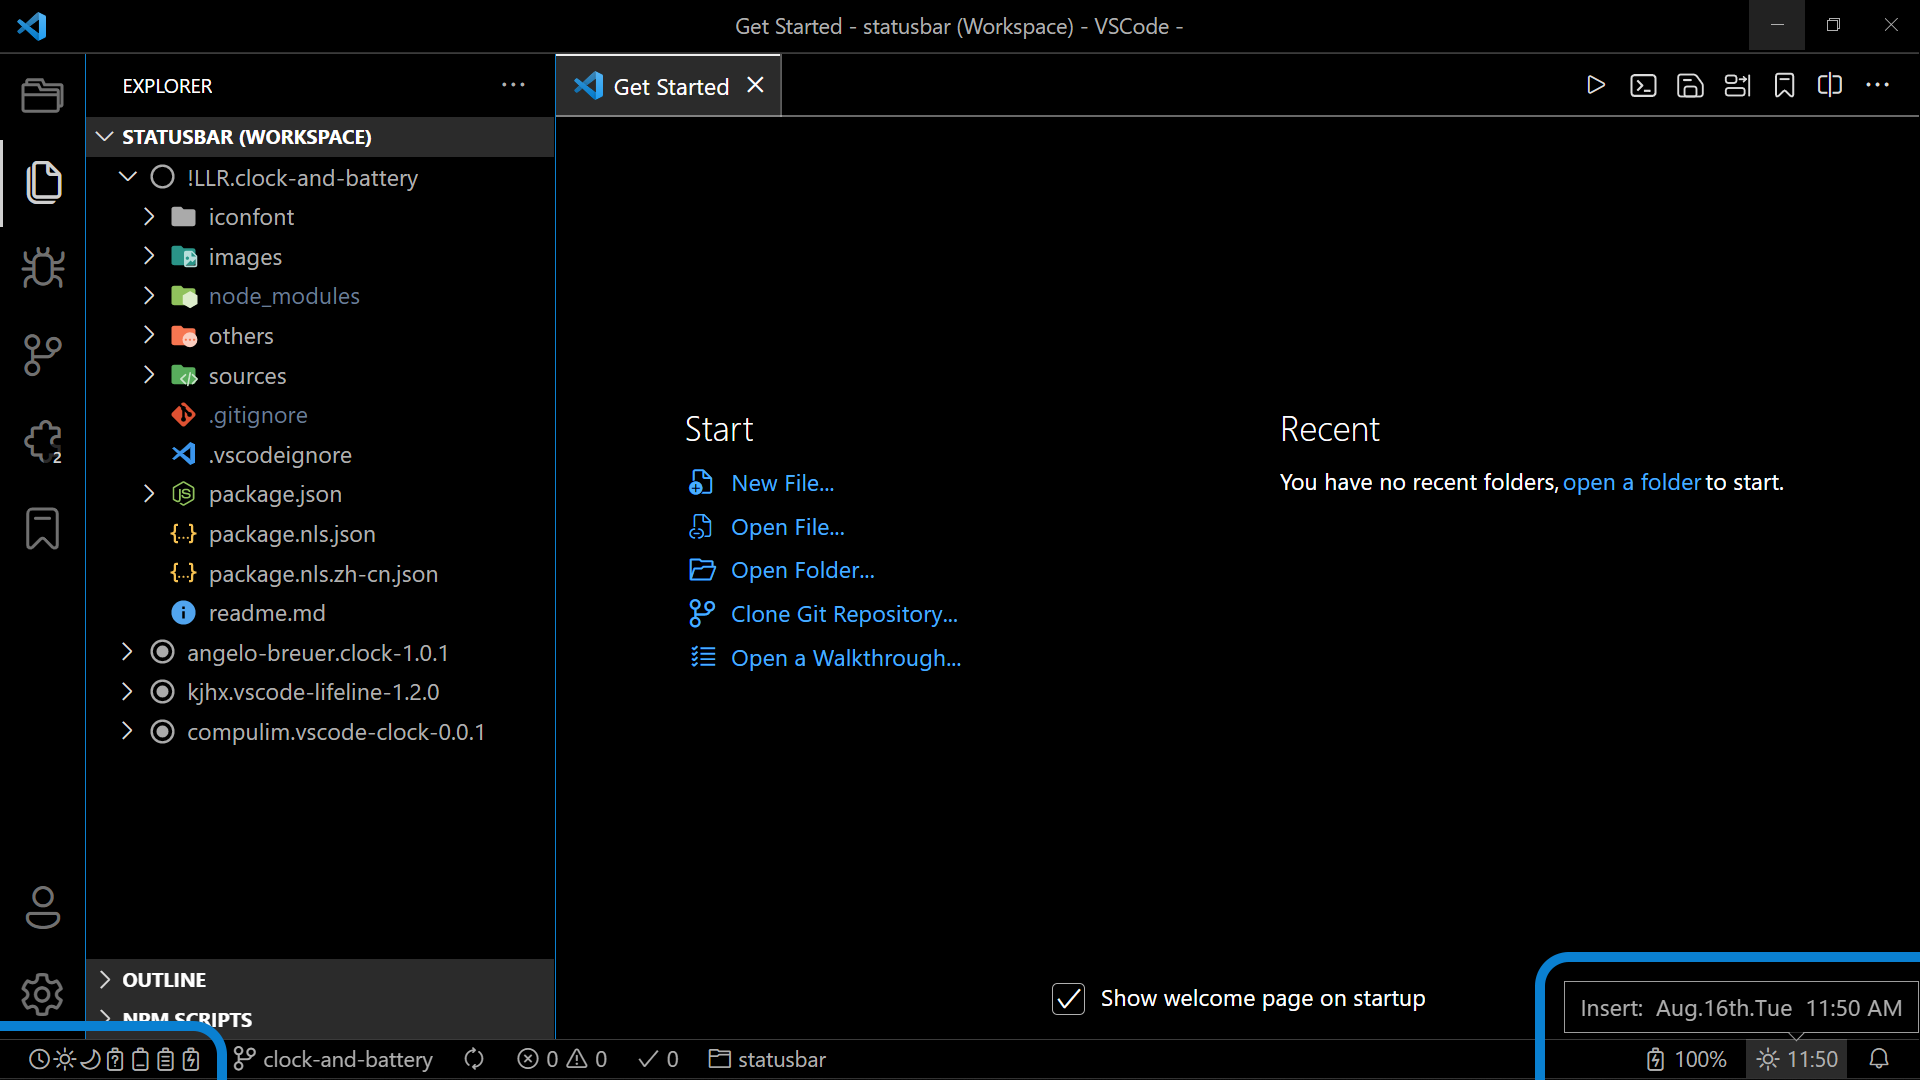 Get Started - statusbar (Workspace) - VSCode -
EXPLORER
Get Started
STATUSBAR (WORKSPACE)
!LLR.clock-and-battery
iconfont
images
node_modules
others
sources
.gitignore
.vscodeignore
package.json
package.nls.json
package.nls.zh-cn.json
readme.md
angelo-breuer.clock-1.0.1
kjhx.vscode-lifeline-1.2.0
compulim.vscode-clock-0.0.1
2
OUTLINE
NPM SCRIPTS
Start
New File...
Open File...
Open Folder...
Clone Git Repository...
Open a Walkthrough...
Recent
You have no recent folders, open a folder to start.
Show welcome page on startup
Insert: Aug.16th.Tue 11:50 AM
clock-and-battery 0 0 0 statusbar 100% 11:50